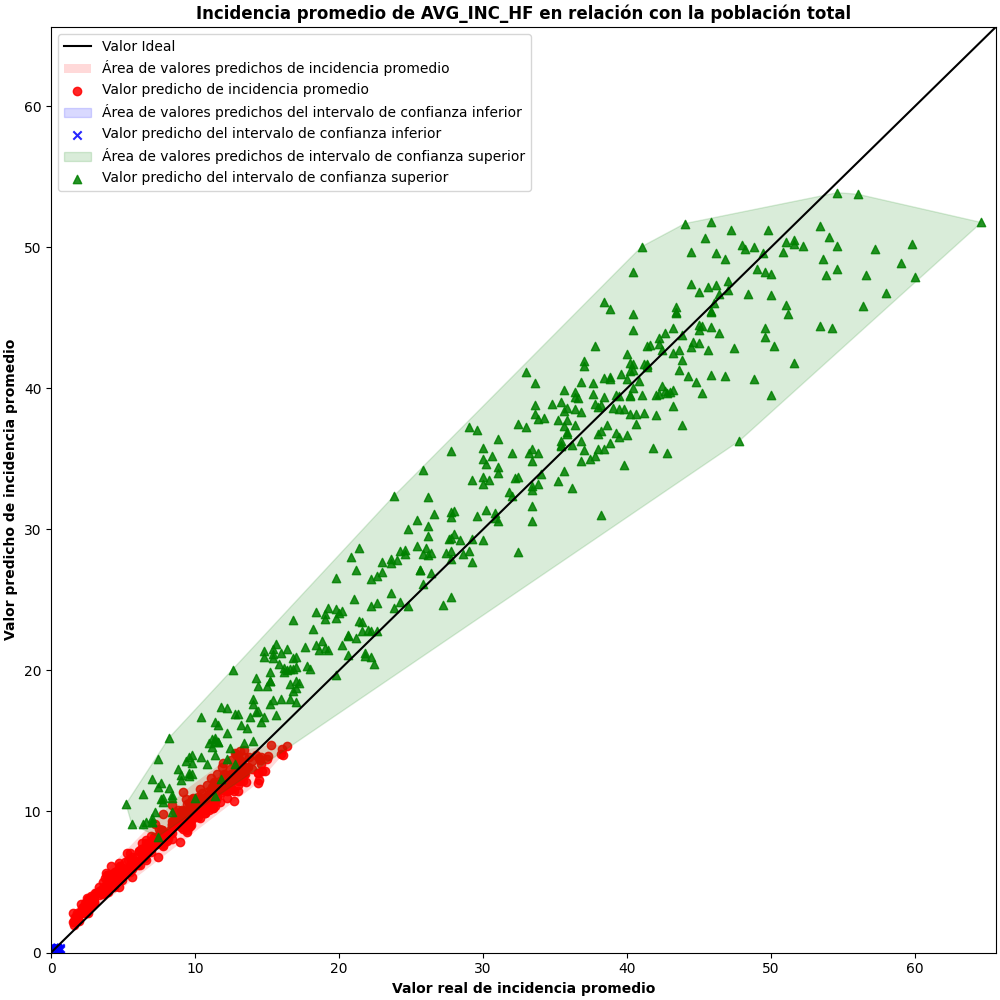 Incidencia promedio de AVG_INC_HF en relación con la población total
Valor Ideal
Área de valores predichos de incidencia promedio
Valor predicho de incidencia promedio
Área de valores predichos del intervalo de confianza inferior
Valor predicho del intervalo de confianza inferior
Área de valores predichos de intervalo de confianza superior
Valor predicho del intervalo de confianza superior
Valor predicho de incidencia promedio
60
50
40
30
20
10
0
0 10 20 30 40 50 60
Valor real de incidencia promedio